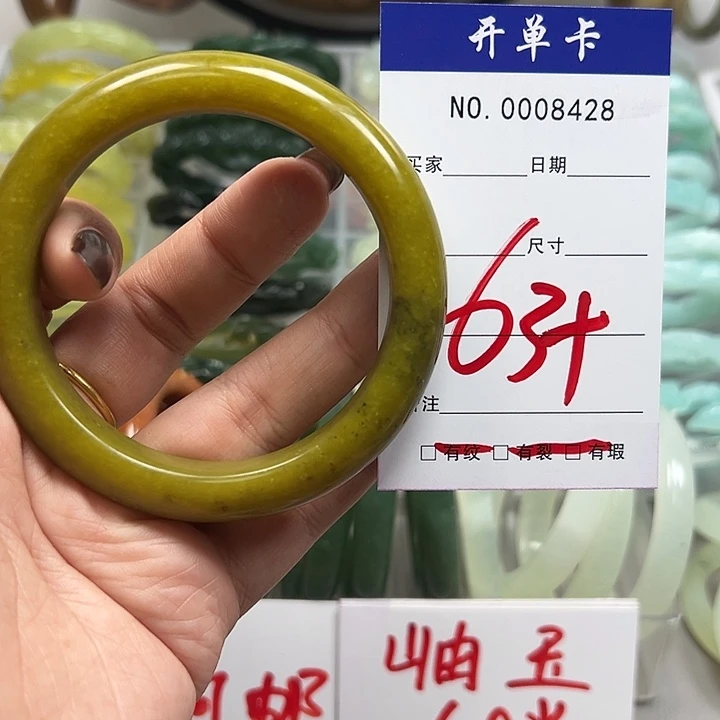 开单卡
NO. 0008428
买家 日期
尺寸
63+
注
□有纹 □有裂 □有瑕
岫玉